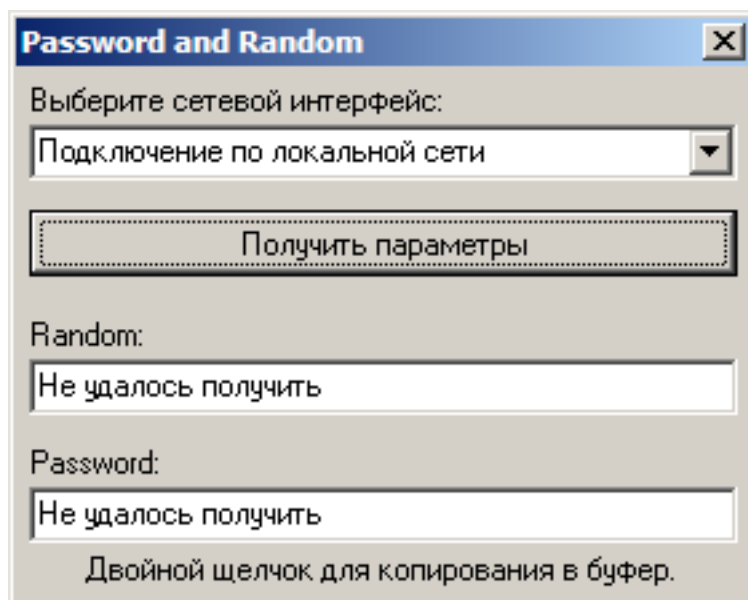 Password and Random
Выберите сетевой интерфейс:
Подключение по локальной сети
Получить параметры
Random:
Не удалось получить
Password:
Не удалось получить
Двойной щелчок для копирования в буфер.